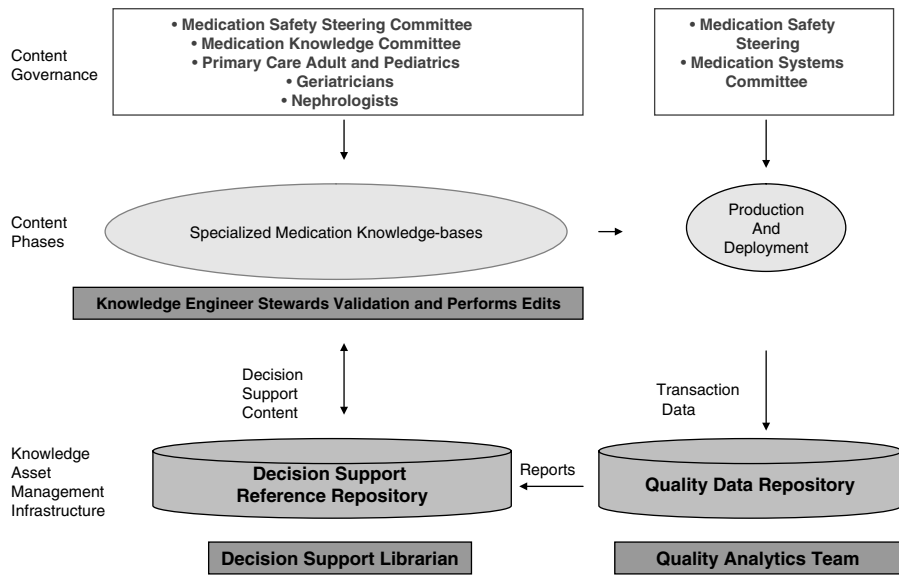 Content
Governance
• Medication Safety Steering Committee
• Medication Knowledge Committee
• Primary Care Adult and Pediatrics
• Geriatricians
• Nephrologists
• Medication Safety
Steering
• Medication Systems
Committee
Content
Phases
Specialized Medication Knowledge-bases
Production
And
Deployment
Knowledge Engineer Stewards Validation and Performs Edits
Decision
Support
Content
Transaction
Data
Knowledge
Asset
Management
Infrastructure
Decision Support
Reference Repository
Reports
Quality Data Repository
Decision Support Librarian
Quality Analytics Team